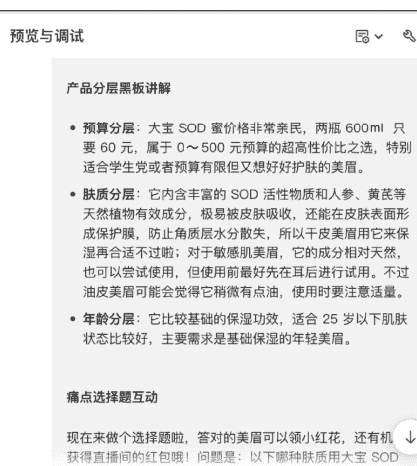 预览与调试
产品分层黑板讲解
• 预算分层：大宝 SOD 蜜价格非常亲民，两瓶 600ml 只
要 60 元，属于 0～500 元预算的超高性价比之选，特别
适合学生党或者预算有限但又想好好护肤的美眉。
• 肤质分层：它内含丰富的 SOD 活性物质和人参、黄芪等
天然植物有效成分，极易被皮肤吸收，还能在皮肤表面形
成保护膜，防止角质层水分散失，所以干皮美眉用它来保
湿再合适不过啦；对于敏感肌美眉，它的成分相对天然，
也可以尝试使用，但使用前最好先在耳后进行试用。不过
油皮美眉可能会觉得它稍微有点油，使用时要注意适量。
• 年龄分层：它比较基础的保湿功效，适合 25 岁以下肌肤
状态比较好，主要需求是基础保湿的年轻美眉。
痛点选择题互动
现在来做个选择题啦，答对的美眉可以领小红花，还有机
获得直播间的红包哦！问题是：以下哪种肤质用大宝 SOD